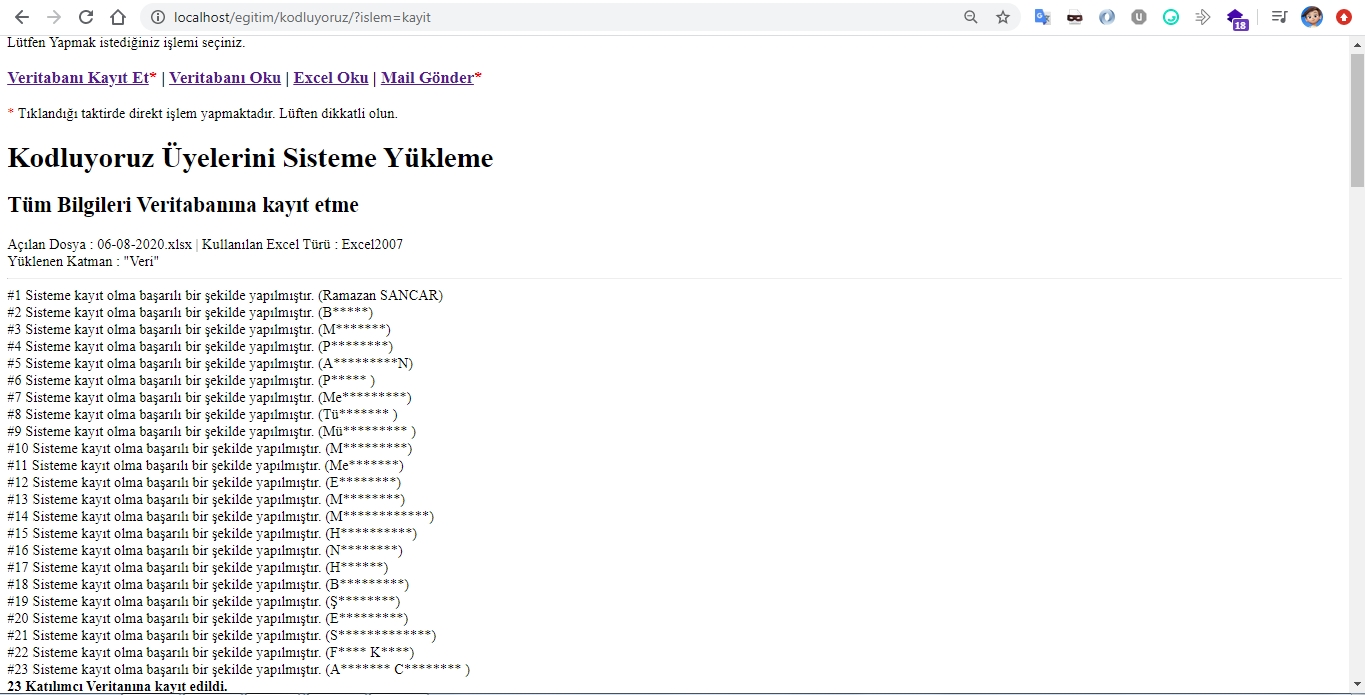 localhost/egitim/kodluyoruz/?islem=kayit
18
Lütfen Yapmak istediğiniz işlemi seçiniz.
Veritabanı Kayıt Et* | Veritabanı Oku | Excel Oku | Mail Gönder*
* Tıklandığı taktirde direkt işlem yapmaktadır. Lüften dikkatli olun.
Kodluyoruz Üyelerini Sisteme Yükleme
Tüm Bilgileri Veritabanına kayıt etme
Açılan Dosya : 06-08-2020.xlsx | Kullanılan Excel Türü : Excel2007
Yüklenen Katman : "Veri"
#1 Sisteme kayıt olma başarılı bir şekilde yapılmıştır. (Ramazan SANCAR)
#2 Sisteme kayıt olma başarılı bir şekilde yapılmıştır. (B*****)
#3 Sisteme kayıt olma başarılı bir şekilde yapılmıştır. (M*******)
#4 Sisteme kayıt olma başarılı bir şekilde yapılmıştır. (P********)
#5 Sisteme kayıt olma başarılı bir şekilde yapılmıştır. (A*********N)
#6 Sisteme kayıt olma başarılı bir şekilde yapılmıştır. (P***** )
#7 Sisteme kayıt olma başarılı bir şekilde yapılmıştır. (Me*********)
#8 Sisteme kayıt olma başarılı bir şekilde yapılmıştır. (Tü******* )
#9 Sisteme kayıt olma başarılı bir şekilde yapılmıştır. (Mü********* )
#10 Sisteme kayıt olma başarılı bir şekilde yapılmıştır. (M*********)
#11 Sisteme kayıt olma başarılı bir şekilde yapılmıştır. (Me*******)
#12 Sisteme kayıt olma başarılı bir şekilde yapılmıştır. (E********)
#13 Sisteme kayıt olma başarılı bir şekilde yapılmıştır. (M********)
#14 Sisteme kayıt olma başarılı bir şekilde yapılmıştır. (M************)
#15 Sisteme kayıt olma başarılı bir şekilde yapılmıştır. (H**********)
#16 Sisteme kayıt olma başarılı bir şekilde yapılmıştır. (N********)
#17 Sisteme kayıt olma başarılı bir şekilde yapılmıştır. (H******)
#18 Sisteme kayıt olma başarılı bir şekilde yapılmıştır. (B*********)
#19 Sisteme kayıt olma başarılı bir şekilde yapılmıştır. (Ş********)
#20 Sisteme kayıt olma başarılı bir şekilde yapılmıştır. (E*********)
#21 Sisteme kayıt olma başarılı bir şekilde yapılmıştır. (S*************)
#22 Sisteme kayıt olma başarılı bir şekilde yapılmıştır. (F**** K****)
#23 Sisteme kayıt olma başarılı bir şekilde yapılmıştır. (A******* C******** )
23 Katılımcı Veritanına kayıt edildi.